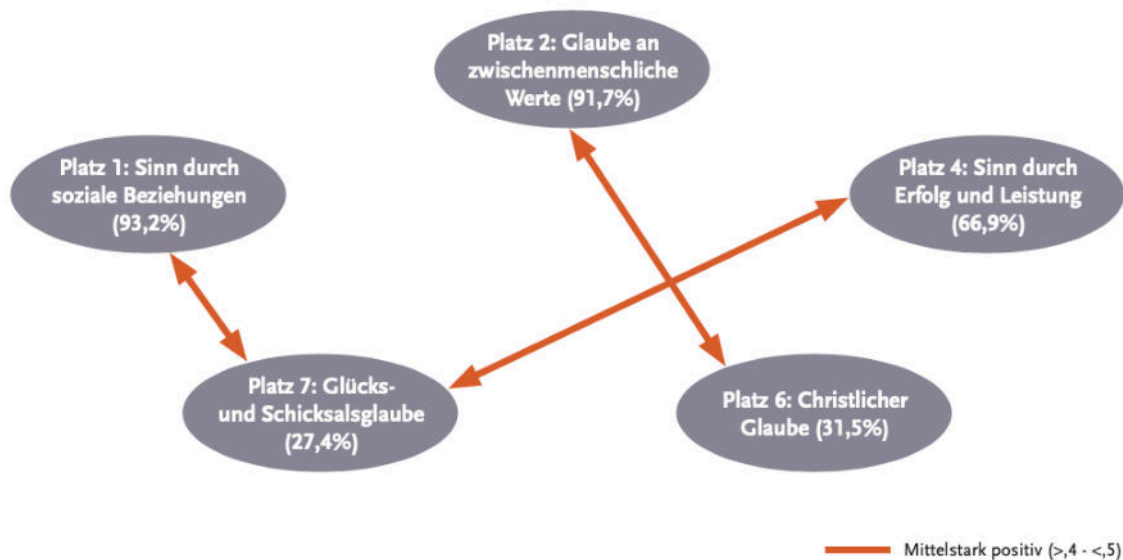 Platz 2: Glaube an
zwischenmenschliche
Werte (91,7%)
Platz 1: Sinn durch
soziale Beziehungen
(93,2%)
Platz 4: Sinn durch
Erfolg und Leistung
(66,9%)
Platz 7: Glücks-
und Schicksalsglaube
(27,4%)
Platz 6: Christlicher
Glaube (31,5%)
Mittelstark positiv (>,4 - <,5)